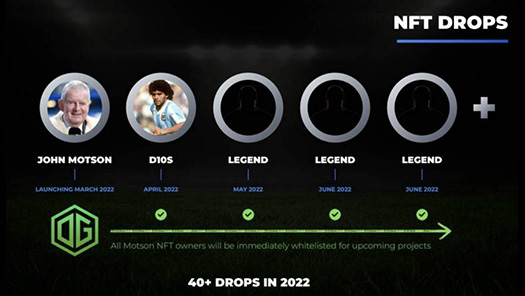 NFT DROPS
JOHN MOTSON D10S LEGEND LEGEND LEGEND
LAUNCHING MARCH 2022 APRIL 2022 MAY 2022 JUNE 2022 JUNE 2022
OG
All Motson NFT owners will be immediately whitelisted for upcoming projects
40+ DROPS IN 2022